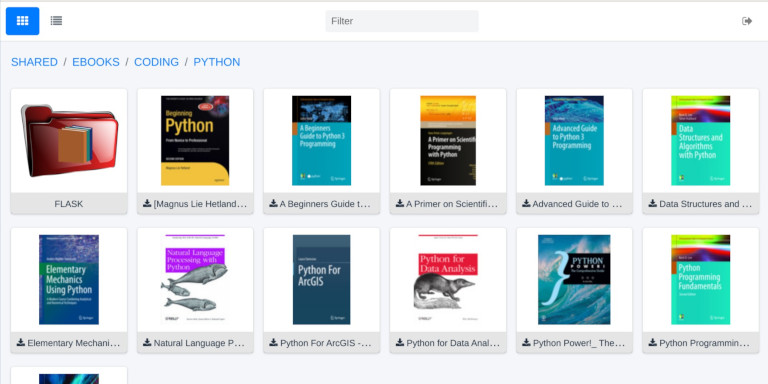 Filter
SHARED / EBOOKS / CODING / PYTHON
Beginning
Python
From Novice to Professional
A Beginners
Guide to Python 3
Programming
A Primer on Scientifi
Programming
with Python
Advanced Guide
to Python 3
Programming
Data
Structures and
Algorithms
with Python
FLASK
[Magnus Lie Hetland...
A Beginners Guide t...
A Primer on Scientifi...
Advanced Guide to ...
Data Structures and ...
Elementary
Mechanics
Using Python
Natural Language
Processing with
Python
O'REILLY
Python For
ArcGIS
Python for
Data Analysis
O'REILLY
PYTHON
POWER!
Python
Programming
Fundamentals
Elementary Mechani...
Natural Language P...
Python For ArcGIS -...
Python for Data Anal...
Python Power!_ The...
Python Programmin...